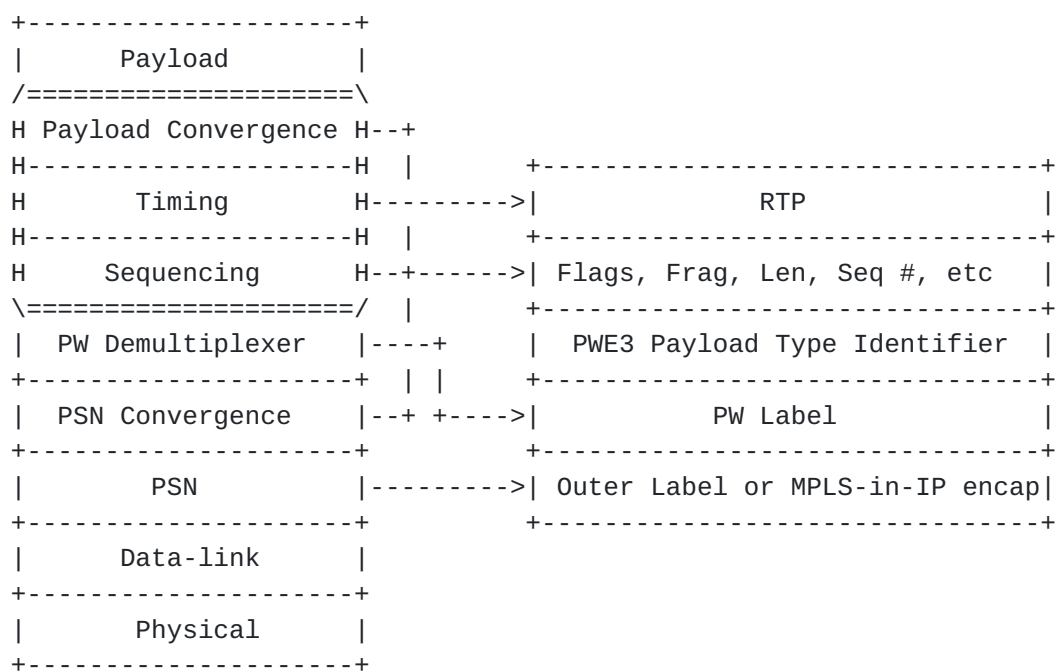 +---------------------+
|      Payload        |
/=====================\
H Payload Convergence H--+
H---------------------H  |       +--------------------------------+
H       Timing        H--------->|              RTP               |
H---------------------H  |       +--------------------------------+
H     Sequencing      H--+------>| Flags, Frag, Len, Seq #, etc   |
\=====================/  |       +--------------------------------+
|  PW Demultiplexer   |----+     |  PWE3 Payload Type Identifier  |
+---------------------+  | |     +--------------------------------+
|  PSN Convergence    |--+ +---->|           PW Label             |
+---------------------+          +--------------------------------+
|        PSN          |--------->| Outer Label or MPLS-in-IP encap|
+---------------------+          +--------------------------------+
|      Data-link      |
+---------------------+
|       Physical      |
+---------------------+